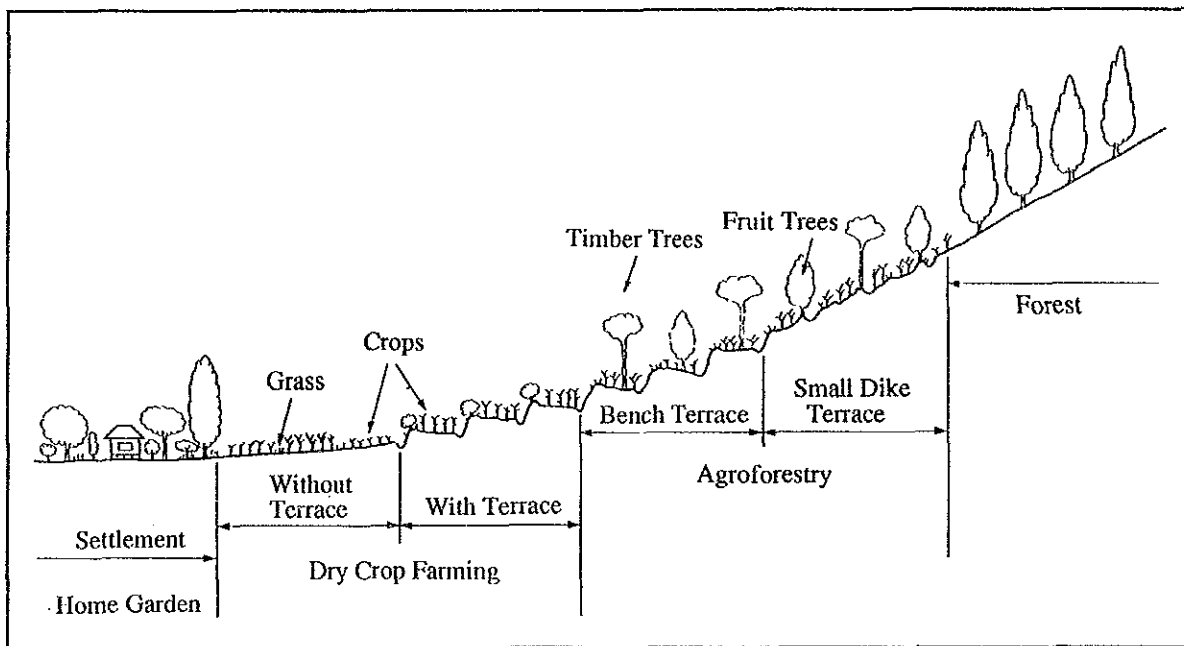 Timber Trees
Fruit Trees
Forest
Crops
Grass
Bench Terrace
Small Dike
Terrace
Agroforestry
Without
Terrace
With Terrace
Settlement
Dry Crop Farming
Home Garden